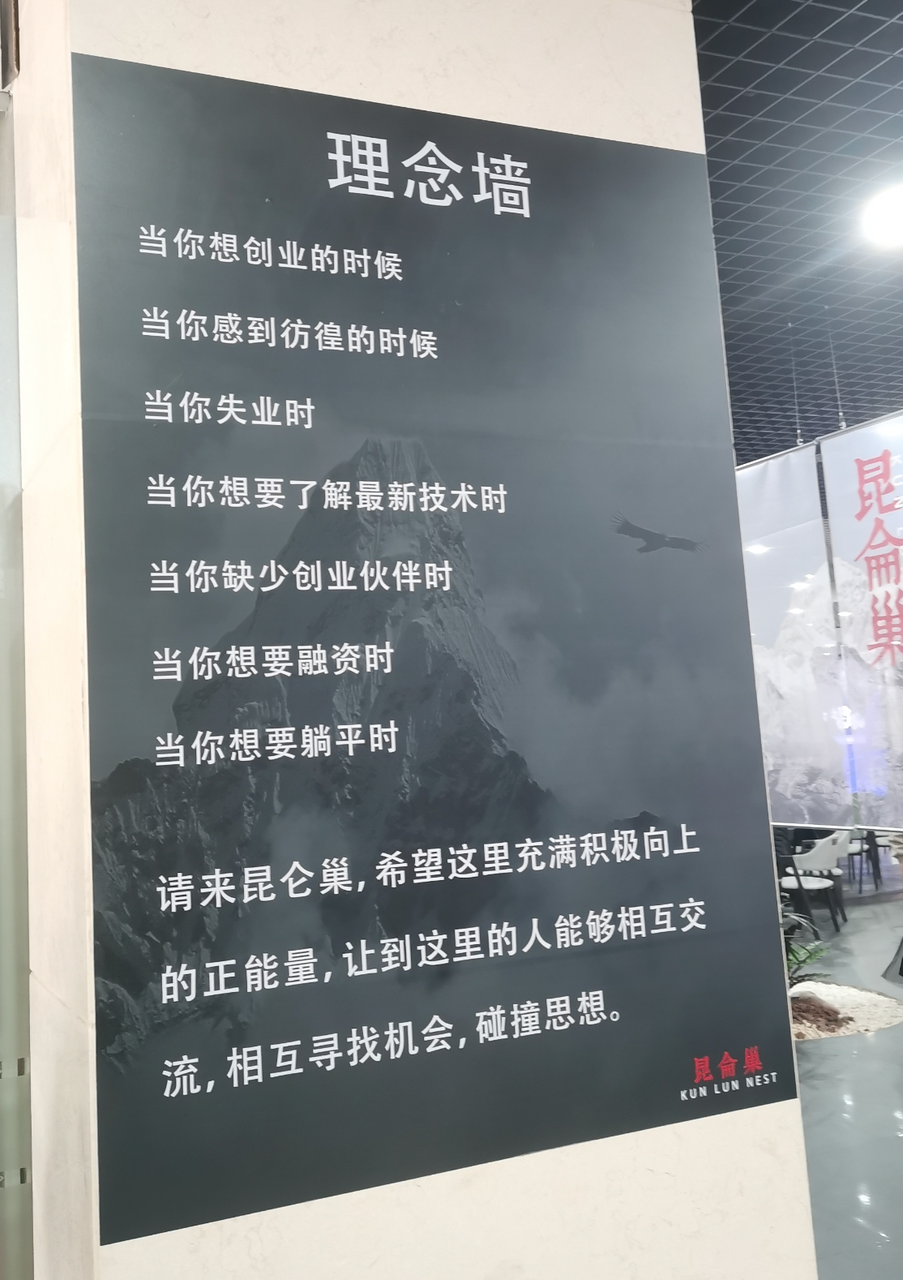 理念墙
当你想创业的时候
当你感到彷徨的时候
当你失业时
当你想要了解最新技术时
当你缺少创业伙伴时
当你想要融资时
当你想要躺平时
请来昆仑巢,希望这里充满积极向上
的正能量,让到这里的人能够相互交
流,相互寻找机会,碰撞思想。
昆侖巢
KUN LUN NEST
昆侖巢